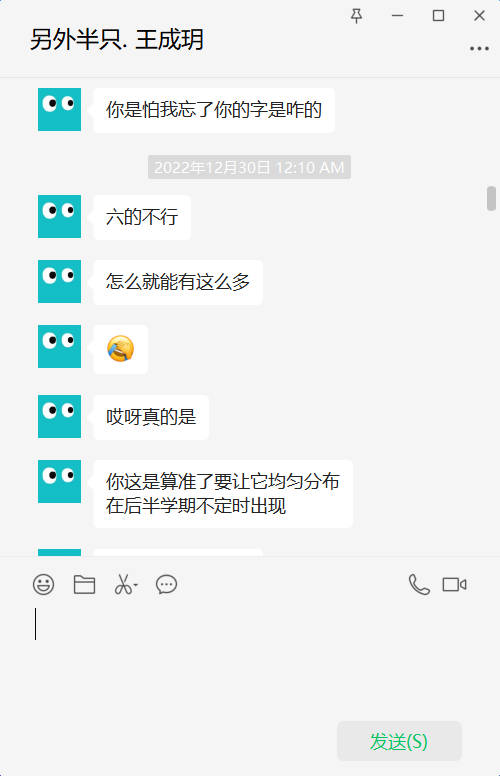 另外半只. 王成玥
你是怕我忘了你的字是咋的
2022年12月30日 12:10 AM
六的不行
怎么就能有这么多
哎呀真的是
你这是算准了要让它均匀分布
在后半学期不定时出现
发送(S)